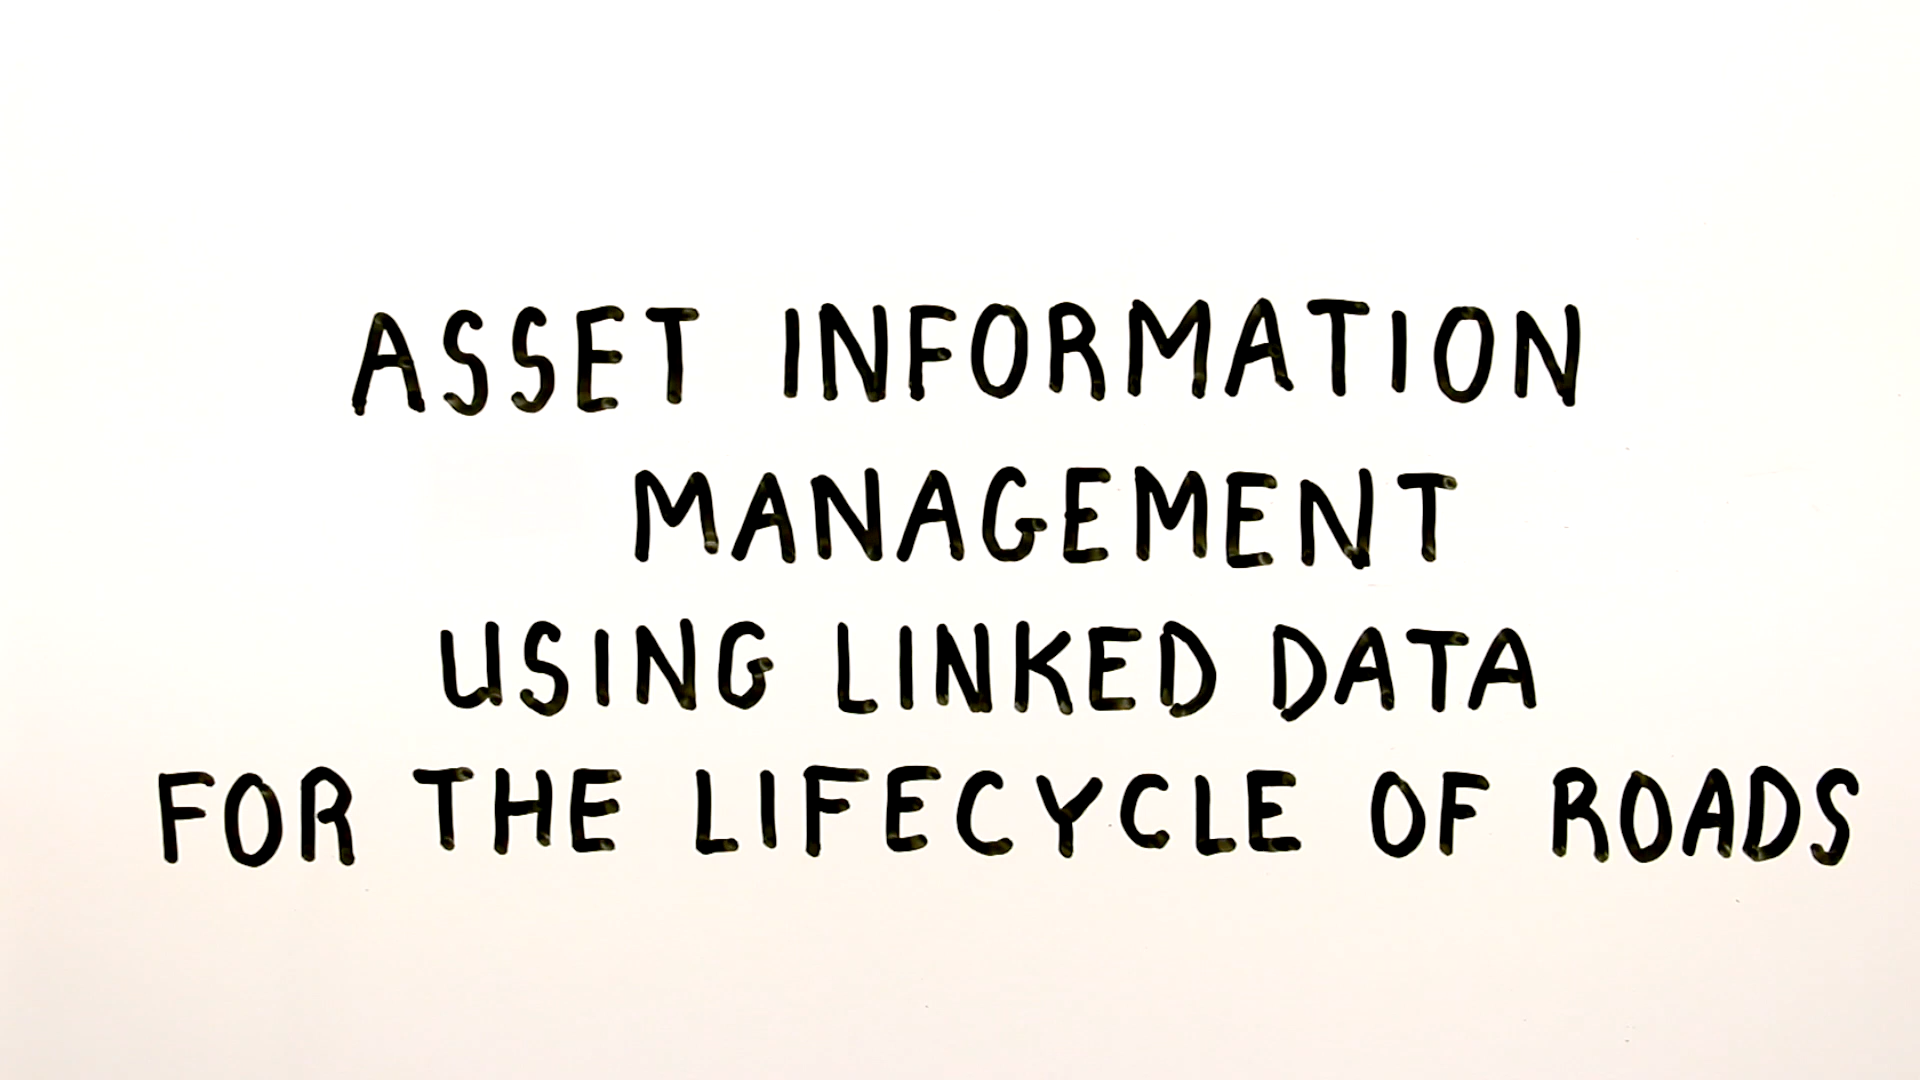 ASSET INFORMATION
MANAGEMENT
USING LINKED DATA
FOR THE LIFECYCLE OF ROADS